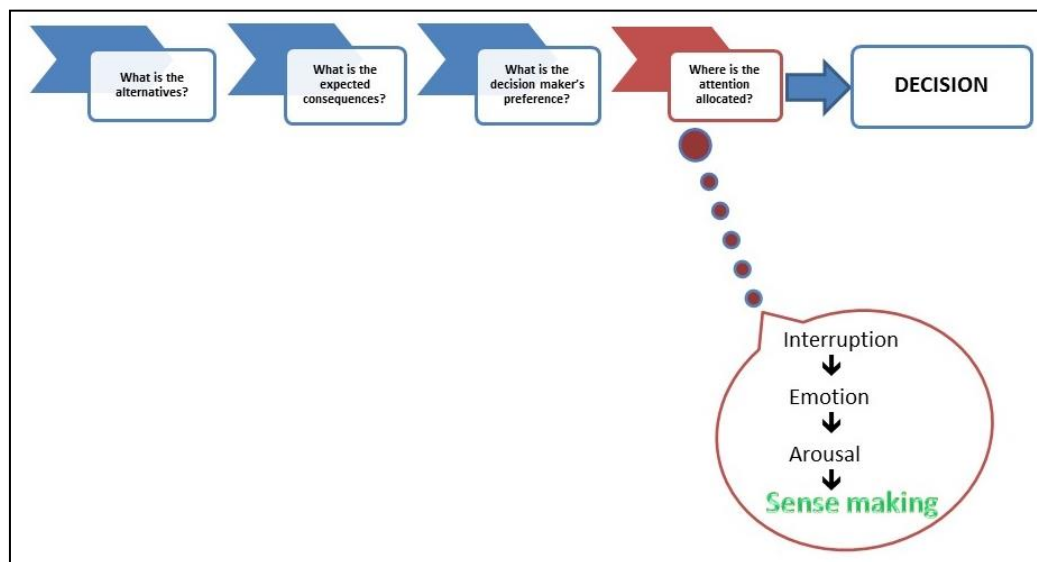 What is the
alternatives?
What is the
expected
consequences?
What is the
decision maker's
preference?
Where is the
attention
allocated?
DECISION
Interruption
Emotion
Arousal
Sense making